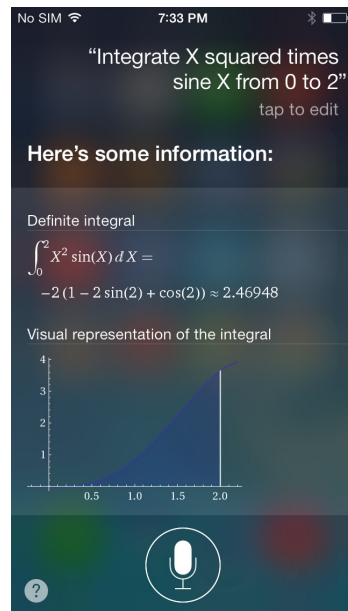 No SIM 7:33 PM
“Integrate X squared times
sine X from 0 to 2”
tap to edit
Here's some information:
Definite integral
∫₀² X² sin(X) d X =
−2 (1 − 2 sin(2) + cos(2)) ≈ 2.46948
Visual representation of the integral
4
3
2
1
0.5 1.0 1.5 2.0
?